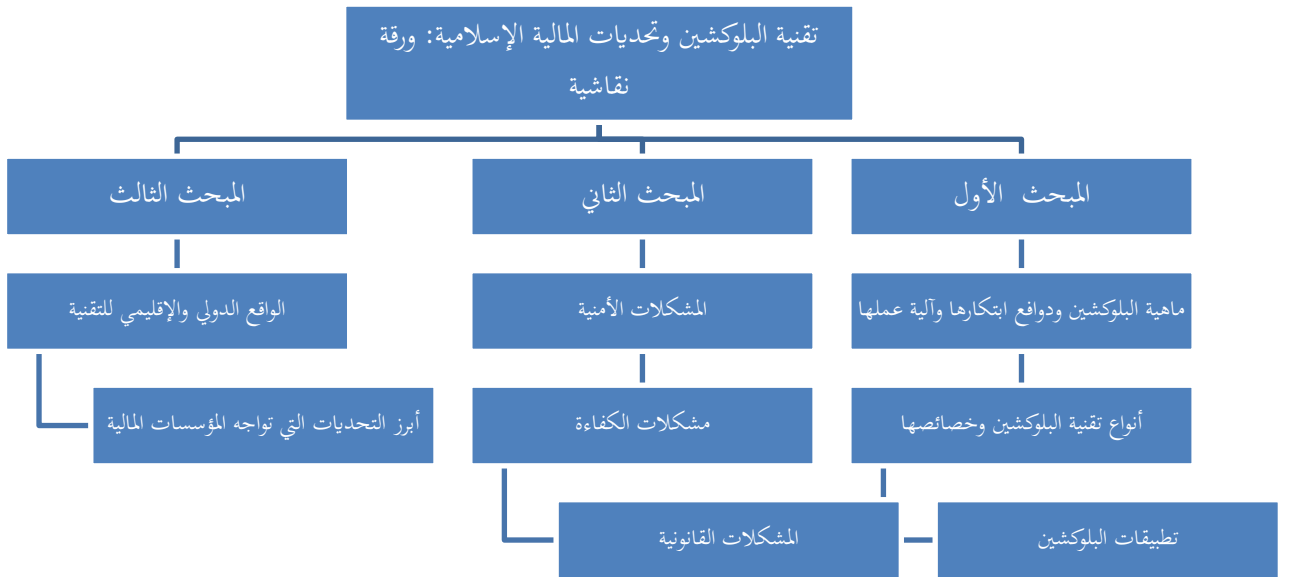 تقنية البلوكشين وتحديات المالية الإسلامية: ورقة
نقاشية
المبحث الأول
المبحث الثاني
المبحث الثالث
ماهية البلوكشين ودوافع ابتكارها وآلية عملها
المشكلات الأمنية
الواقع الدولي والإقليمي للتقنية
أنواع تقنية البلوكشين وخصائصها
مشكلات الكفاءة
أبرز التحديات التي تواجه المؤسسات المالية
تطبيقات البلوكشين
المشكلات القانونية